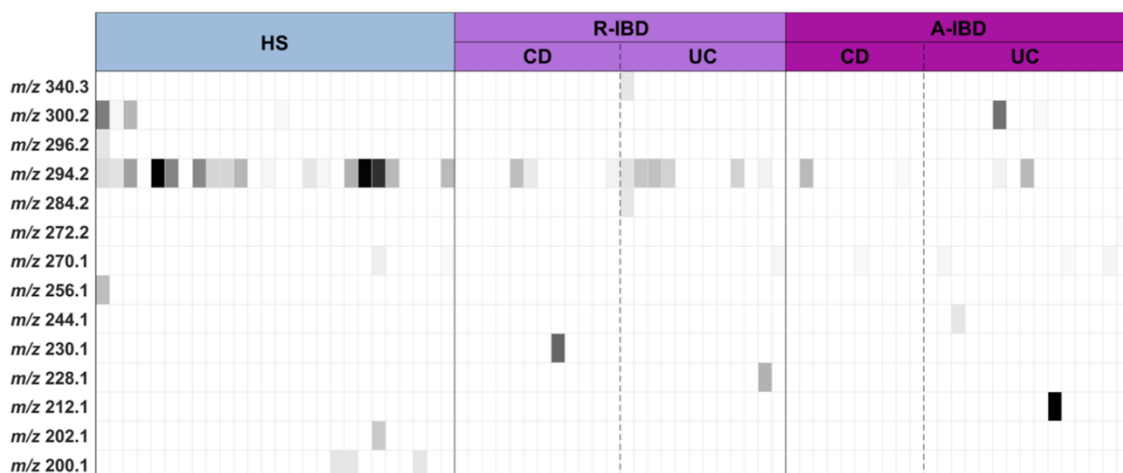 HS
R-IBD
A-IBD
CD
UC
CD
UC
m/z 340.3
m/z 300.2
m/z 296.2
m/z 294.2
m/z 284.2
m/z 272.2
m/z 270.1
m/z 256.1
m/z 244.1
m/z 230.1
m/z 228.1
m/z 212.1
m/z 202.1
m/z 200.1